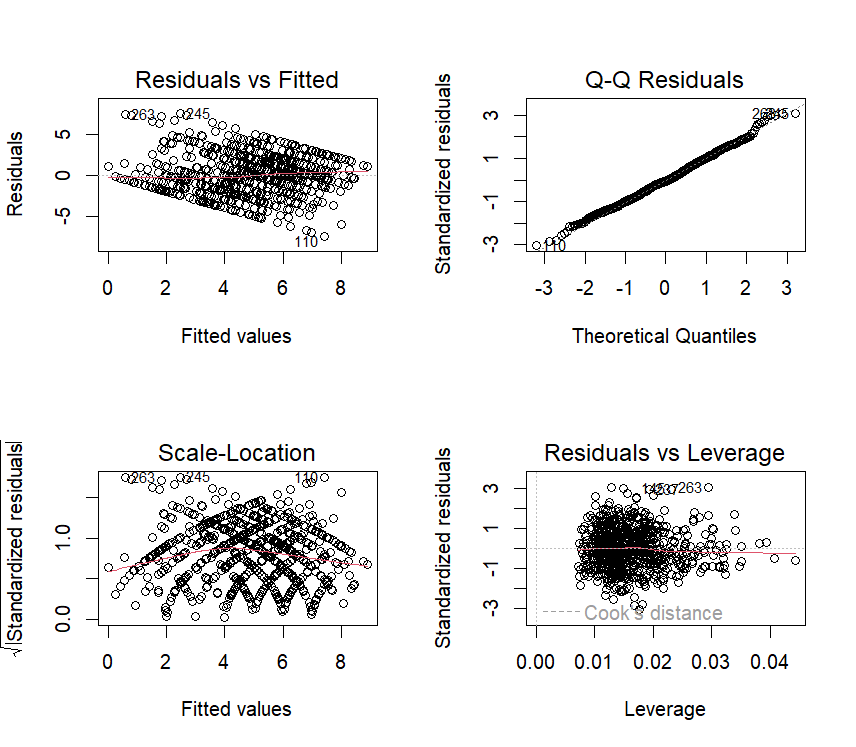 Residuals vs Fitted
Residuals
5
0
-5
263
245
110
0 2 4 6 8
Fitted values
Q-Q Residuals
Standardized residuals
3
1
-1
-3
110
-3 -2 -1 0 1 2 3
Theoretical Quantiles
Scale-Location
√|Standardized residuals|
1.0
0.0
263
245
110
0 2 4 6 8
Fitted values
Residuals vs Leverage
Standardized residuals
3
1
-1
-3
263
Cook's distance
0.00 0.01 0.02 0.03 0.04
Leverage